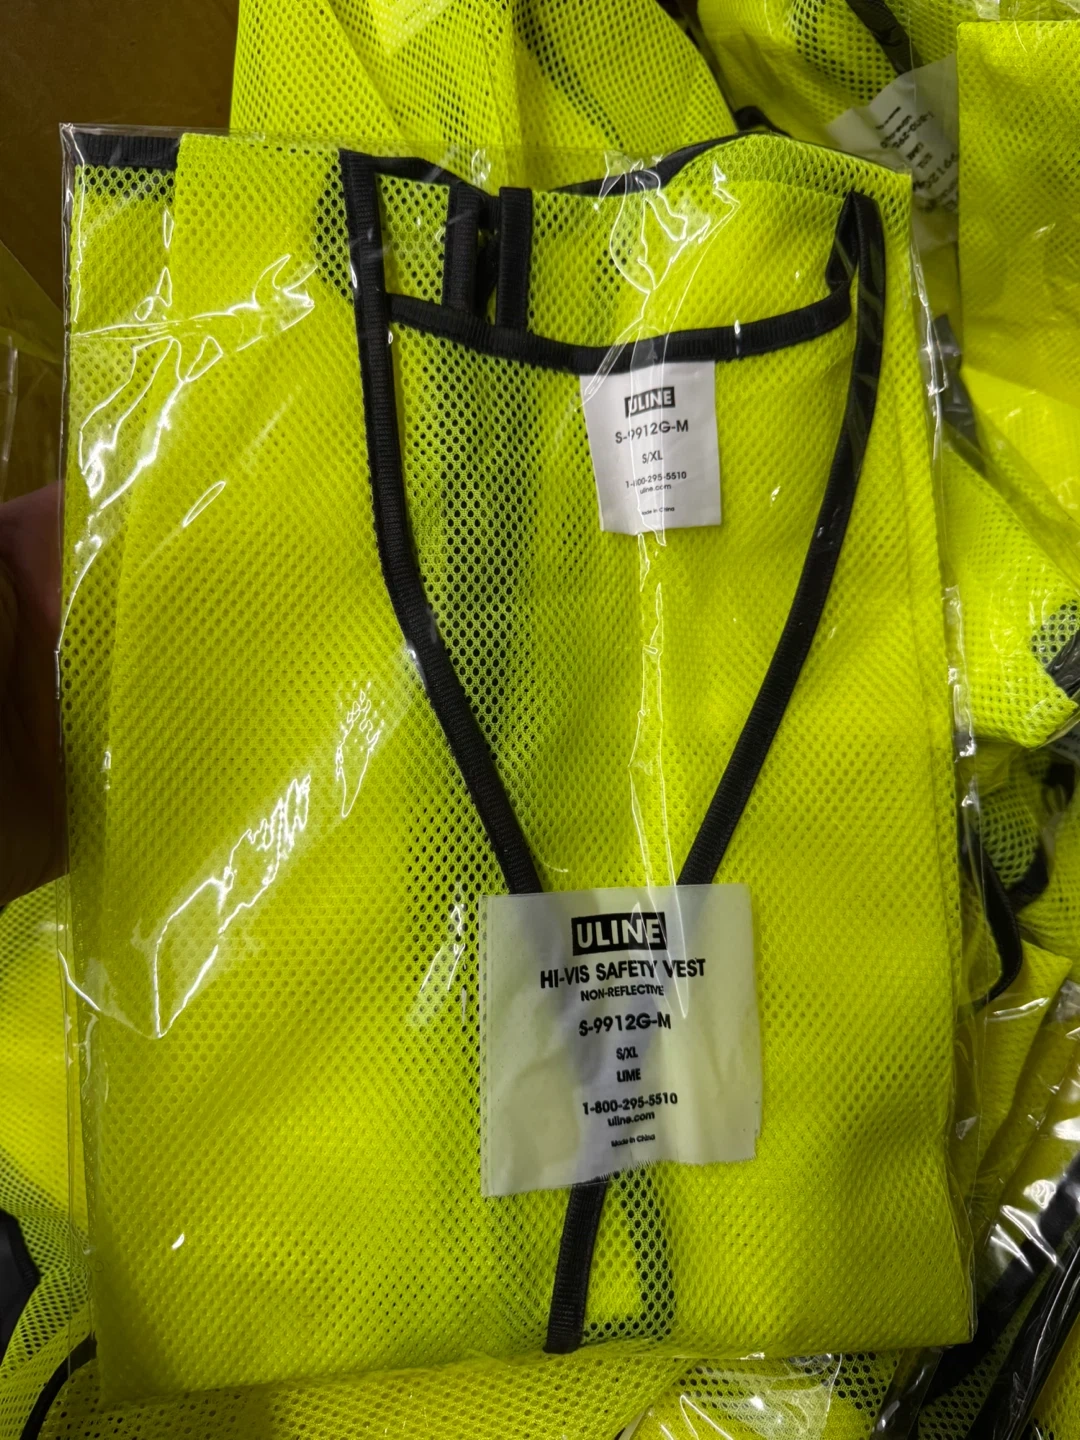 ULINE
S-9912G-M
S/XL
1-800-295-5510
uline.com
Made in China
ULINE
HI-VIS SAFETY VEST
NON-REFLECTIVE
S-9912G-M
S/XL
LIME
1-800-295-5510
uline.com
Made in China